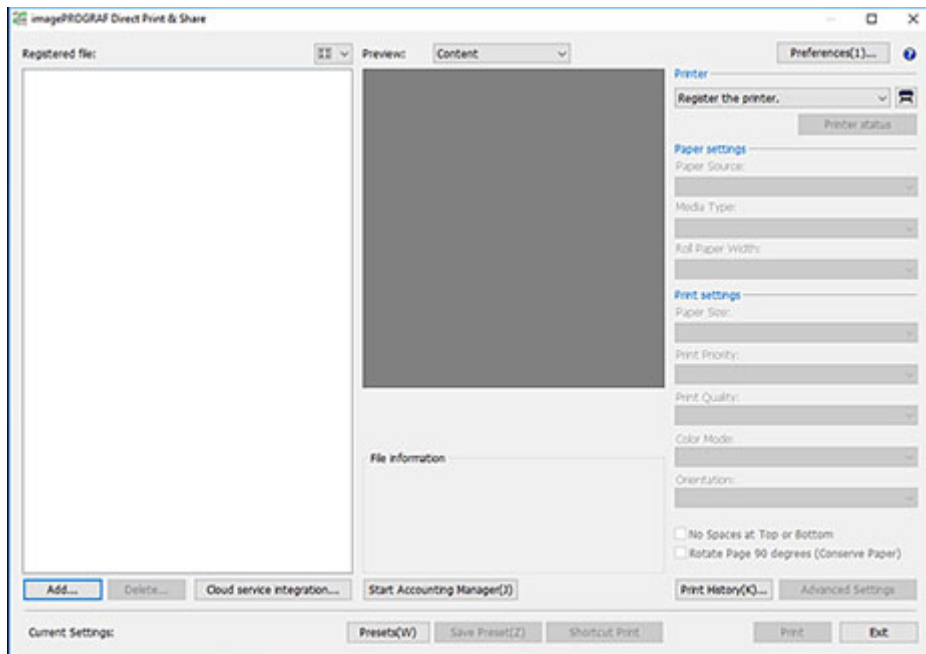 imagePROGRAF Direct Print & Share
Registered file:
Preview: Content
Preferences(1)...
Printer
Register the printer.
Printer status
Paper settings
Paper Source:
Media Type:
Roll Paper Width:
Print settings
Paper Size:
Print Priority:
Print Quality:
Color Mode:
Orientation:
File information
No Spaces at Top or Bottom
Rotate Page 90 degrees (Conserve Paper)
Add... Delete... Cloud service integration... Start Accounting Manager(J) Print History(K)... Advanced Settings
Current Settings: Presets(W) Save Preset(Z) Shortcut Print Print Exit